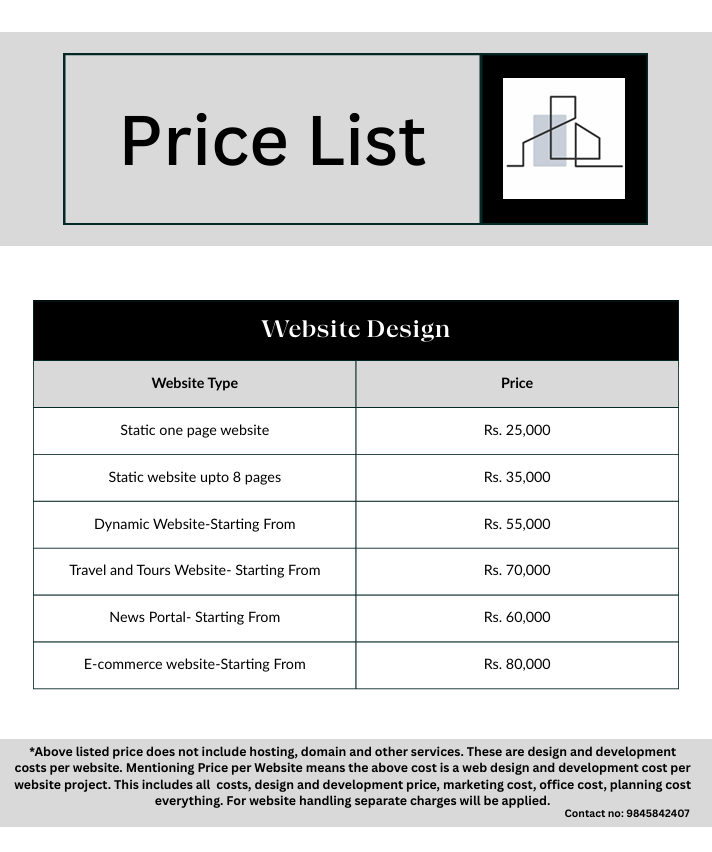 Price List
Website Design
Website Type Price
Static one page website Rs. 25,000
Static website upto 8 pages Rs. 35,000
Dynamic Website-Starting From Rs. 55,000
Travel and Tours Website- Starting From Rs. 70,000
News Portal- Starting From Rs. 60,000
E-commerce website-Starting From Rs. 80,000
*Above listed price does not include hosting, domain and other services. These are design and development
costs per website. Mentioning Price per Website means the above cost is a web design and development cost per
website project. This includes all  costs, design and development price, marketing cost, office cost, planning cost
everything. For website handling separate charges will be applied.
Contact no: 9845842407